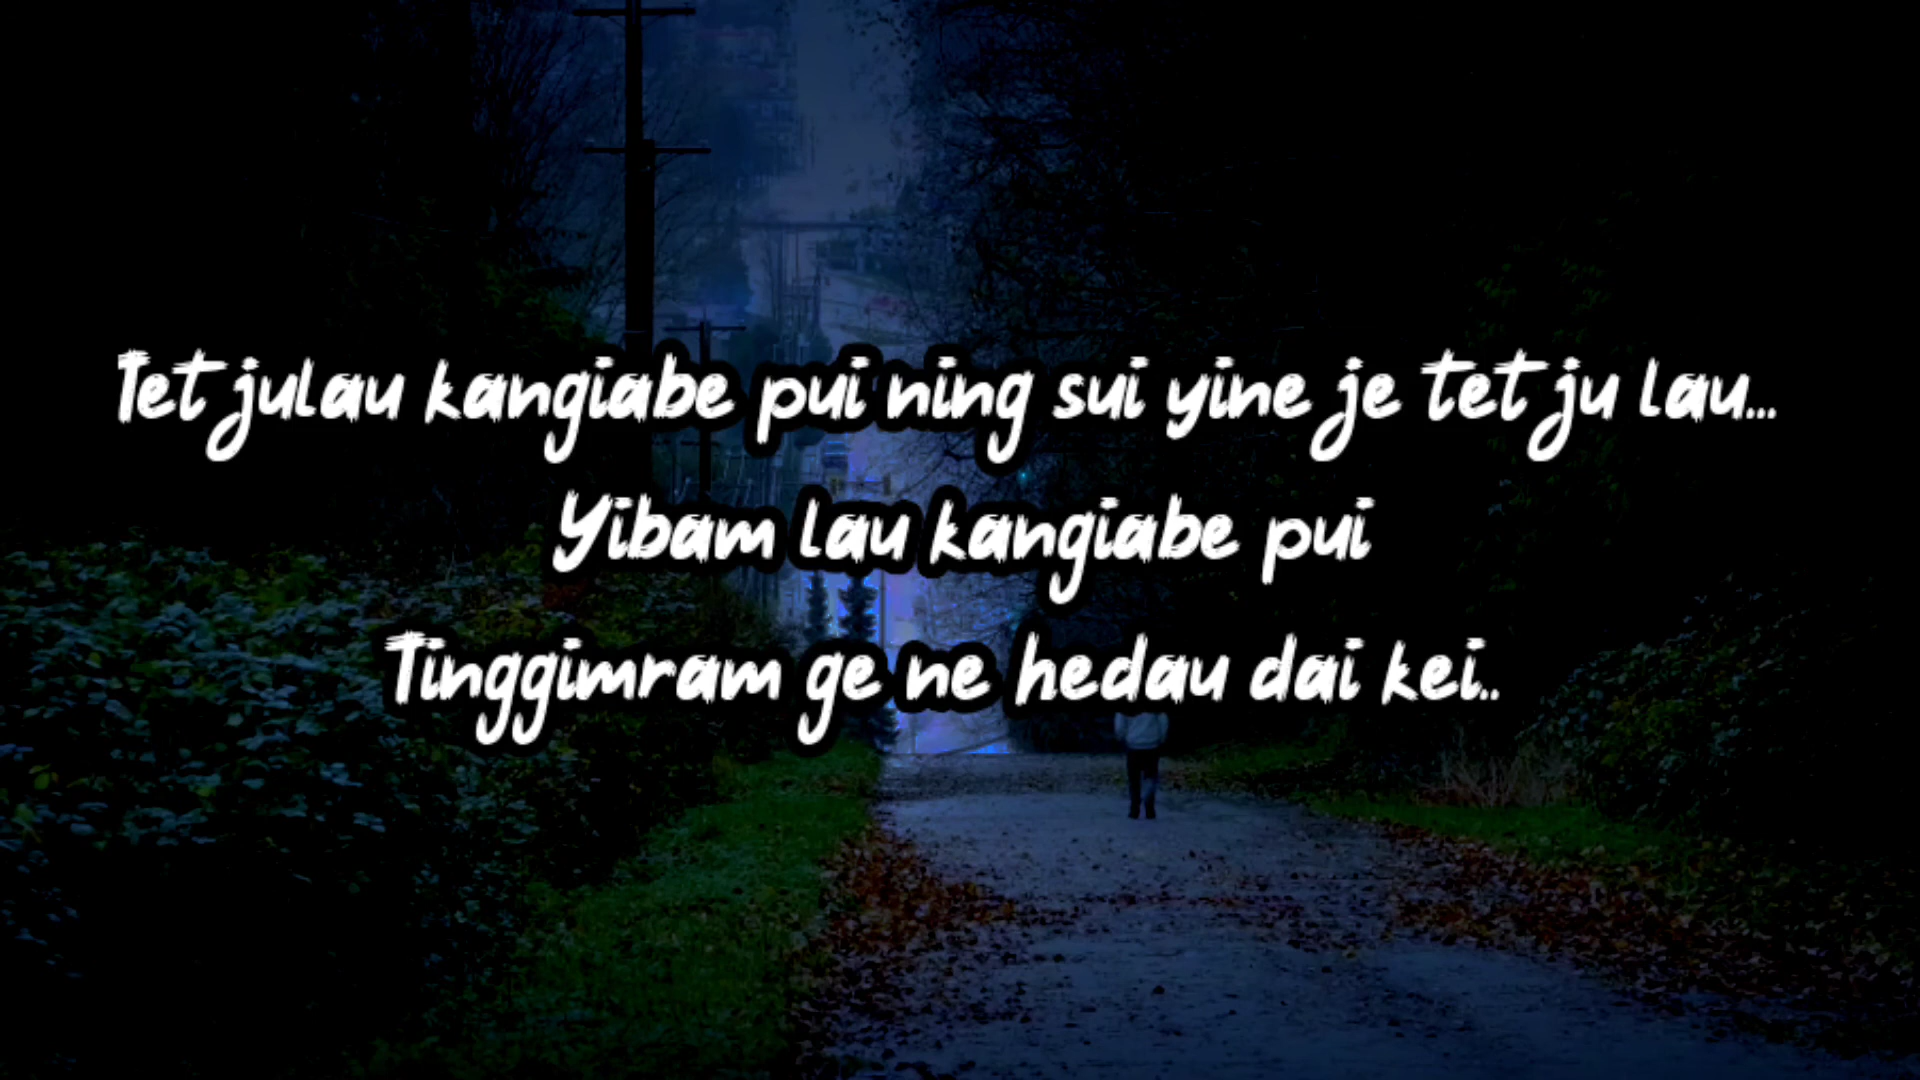 Tet julau kangiabe pui ning sui yine je tet ju lau...
Yibam lau kangiabe pui
Tinggimram ge ne hedau dai kei..